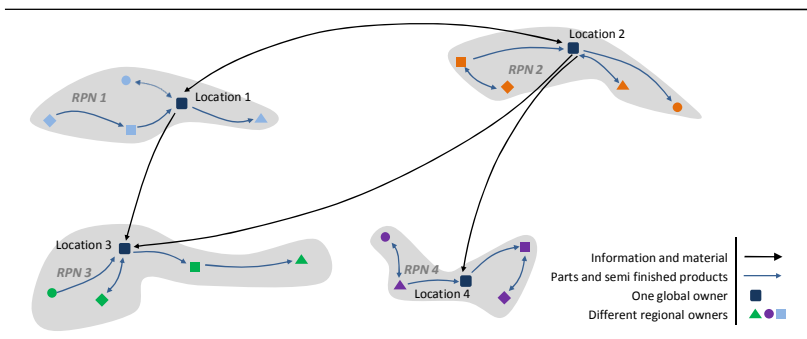 Location 2
RPN 2
RPN 1
Location 1
Location 3
RPN 3
RPN 4
Location 4
Information and material
Parts and semi finished products
One global owner
Different regional owners